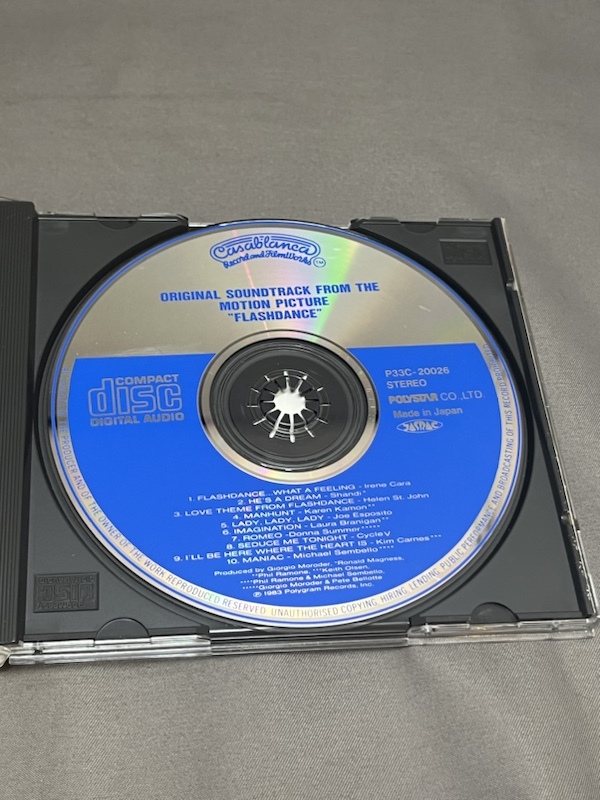 Casablanca
Record and FilmWorks TM
ORIGINAL SOUNDTRACK FROM THE
MOTION PICTURE
"FLASHDANCE"
COMPACT
disc
DIGITAL AUDIO
P33C-20026
STEREO
POLYSTAR CO.,LTD.
Made in Japan
JASRAC
1. FLASHDANCE...WHAT A FEELING - Irene Cara
2. HE'S A DREAM - Shandi*
3. LOVE THEME FROM FLASHDANCE - Helen St. John
4. MANHUNT - Karen Kamon**
5. LADY, LADY, LADY - Joe Esposito
6. IMAGINATION - Laura Branigan**
7. ROMEO -Donna Summer*****
8. SEDUCE ME TONIGHT - Cycle V
9. I'LL BE HERE WHERE THE HEART IS - Kim Carnes***
10. MANIAC - Michael Sembello****
Produced by Giorgio Moroder, *Ronald Magness,
**Phil Ramone, ***Keith Olsen,
****Phil Ramone & Michael Sembello,
*****Giorgio Moroder & Pete Bellotte
℗ 1983 Polygram Records, Inc.
AND OF THE OWNER OF THE WORK REPRODUCED RESERVED. UNAUTHORISED COPYING, HIRING, LENDING, PUBLIC PERFORMANCE AND BROADCASTING OF THIS RECORD
COMPACT
disc
DIGITAL AUDIO